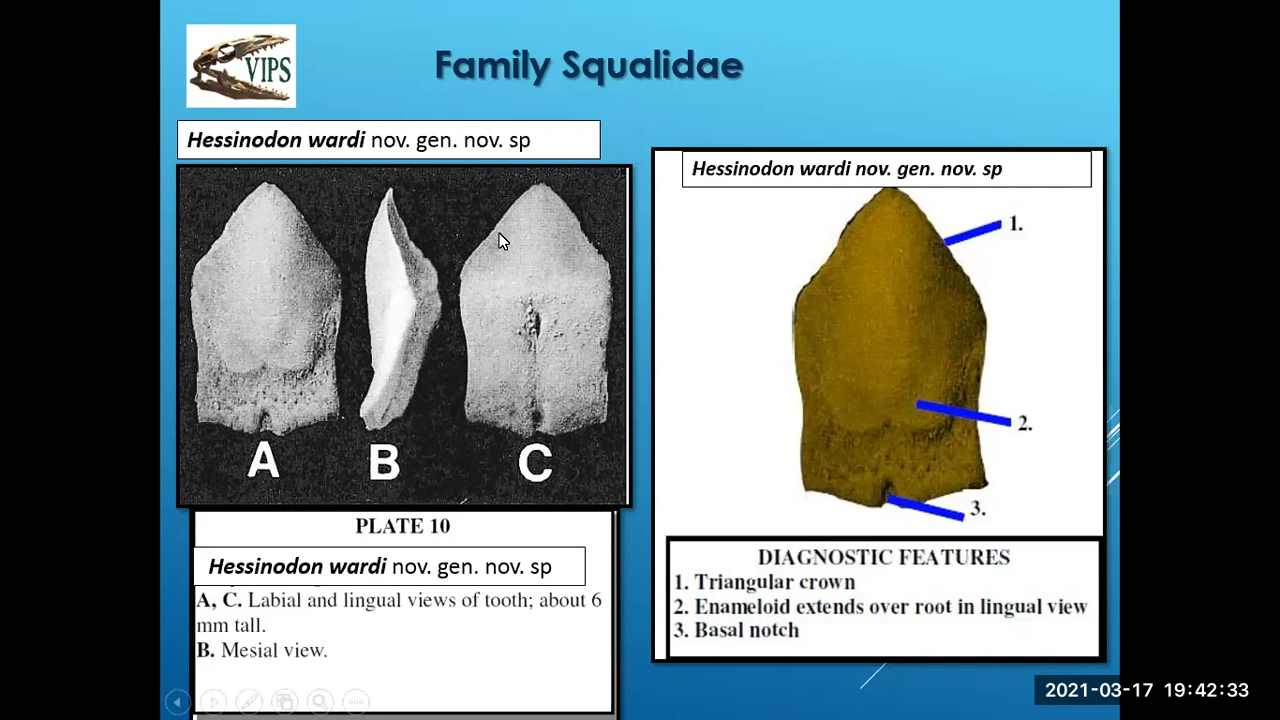 VIPS
Family Squalidae
Hessinodon wardi nov. gen. nov. sp
A B C
PLATE 10
Hessinodon wardi nov. gen. nov. sp
A, C. Labial and lingual views of tooth; about 6
mm tall.
B. Mesial view.
Hessinodon wardi nov. gen. nov. sp
1.
2.
3.
DIAGNOSTIC FEATURES
1. Triangular crown
2. Enameloid extends over root in lingual view
3. Basal notch
2021-03-17 19:42:33